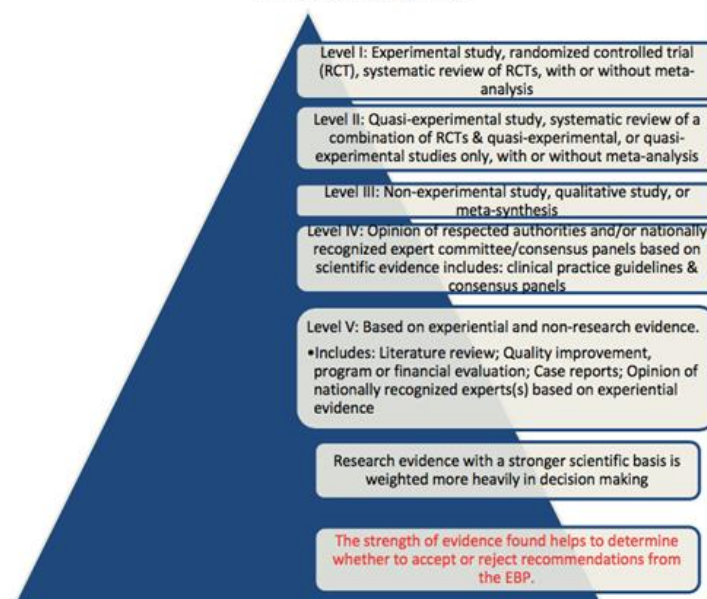 Level I: Experimental study, randomized controlled trial
(RCT), systematic review of RCTs, with or without meta-
analysis
Level II: Quasi-experimental study, systematic review of a
combination of RCTs & quasi-experimental, or quasi-
experimental studies only, with or without meta-analysis
Level III: Non-experimental study, qualitative study, or
meta-synthesis
Level IV: Opinion of respected authorities and/or nationally
recognized expert committee/consensus panels based on
scientific evidence includes: clinical practice guidelines &
consensus panels
Level V: Based on experiential and non-research evidence.
•Includes: Literature review; Quality improvement,
program or financial evaluation; Case reports; Opinion of
nationally recognized experts(s) based on experiential
evidence
Research evidence with a stronger scientific basis is
weighted more heavily in decision making
The strength of evidence found helps to determine
whether to accept or reject recommendations from
the EBP.